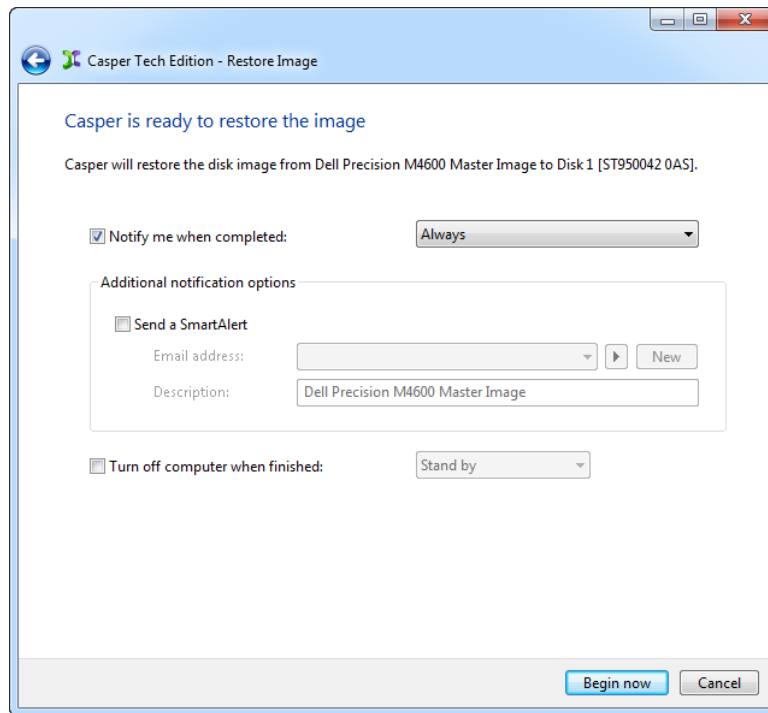 Casper Tech Edition - Restore Image
Casper is ready to restore the image
Casper will restore the disk image from Dell Precision M4600 Master Image to Disk 1 [ST950042 0AS].
Notify me when completed: Always
Additional notification options
Send a SmartAlert
Email address: New
Description: Dell Precision M4600 Master Image
Turn off computer when finished: Stand by
Begin now Cancel